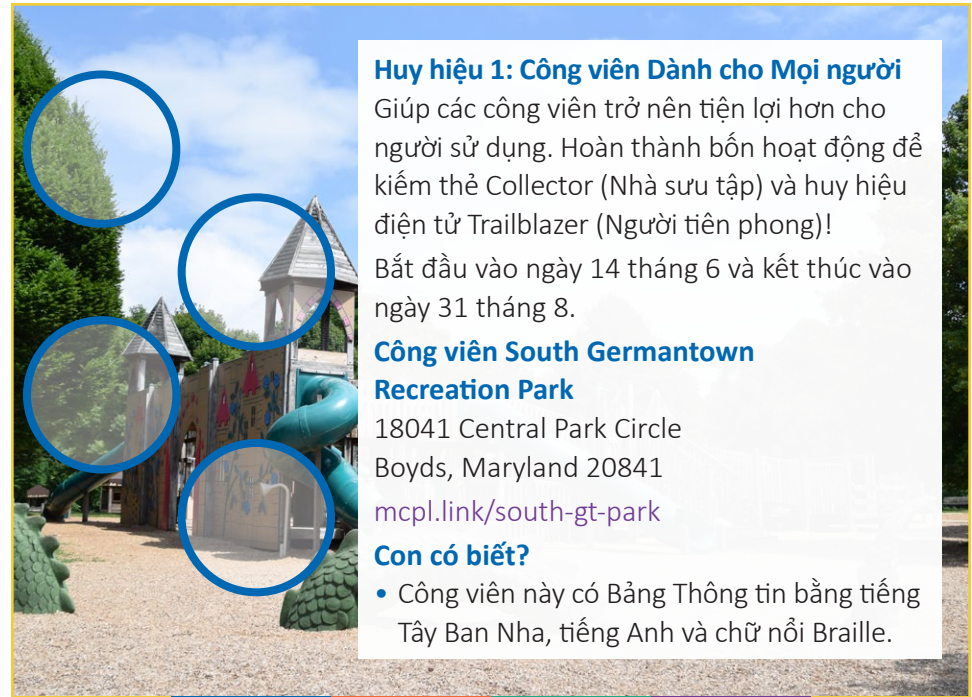 Huy hiệu 1: Công viên Dành cho Mọi người
Giúp các công viên trở nên tiện lợi hơn cho
người sử dụng. Hoàn thành bốn hoạt động để
kiếm thẻ Collector (Nhà sưu tập) và huy hiệu
điện tử Trailblazer (Người tiên phong)!
Bắt đầu vào ngày 14 tháng 6 và kết thúc vào
ngày 31 tháng 8.
Công viên South Germantown
Recreation Park
18041 Central Park Circle
Boyds, Maryland 20841
mcpl.link/south-gt-park
Con có biết?
• Công viên này có Bảng Thông tin bằng tiếng
Tây Ban Nha, tiếng Anh và chữ nổi Braille.